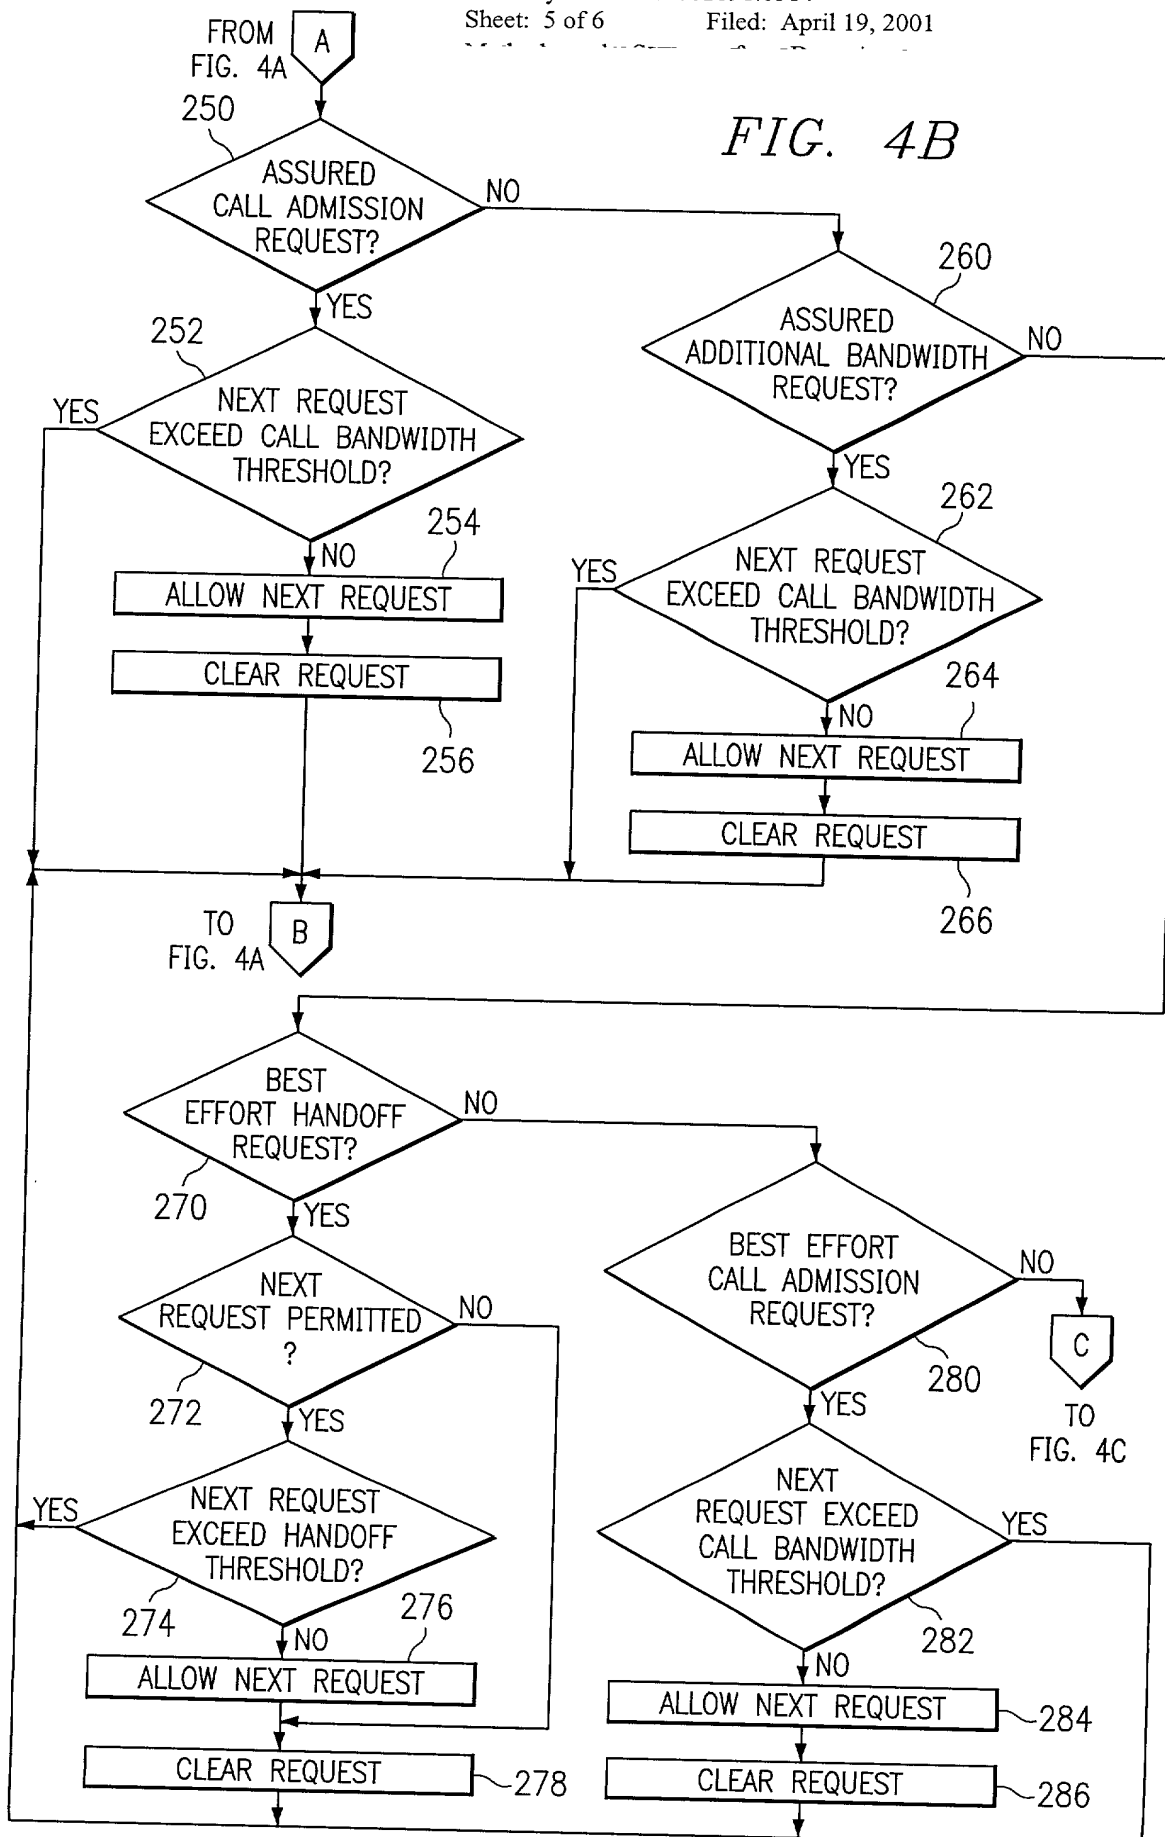 Sheet: 5 of 6 Filed: April 19, 2001
FROM
FIG. 4A
A
FIG. 4B
250
ASSURED
CALL ADMISSION
REQUEST?
NO
YES
260
ASSURED
ADDITIONAL BANDWIDTH
REQUEST?
NO
YES
252
NEXT REQUEST
EXCEED CALL BANDWIDTH
THRESHOLD?
YES
NO
254
ALLOW NEXT REQUEST
CLEAR REQUEST
256
262
NEXT REQUEST
EXCEED CALL BANDWIDTH
THRESHOLD?
YES
NO
264
ALLOW NEXT REQUEST
CLEAR REQUEST
266
TO
FIG. 4A
B
BEST
EFFORT HANDOFF
REQUEST?
NO
270
YES
NEXT
REQUEST PERMITTED
?
NO
272
YES
NEXT REQUEST
EXCEED HANDOFF
THRESHOLD?
YES
274
NO
276
ALLOW NEXT REQUEST
CLEAR REQUEST
278
BEST EFFORT
CALL ADMISSION
REQUEST?
NO
280
YES
C
TO
FIG. 4C
NEXT
REQUEST EXCEED
CALL BANDWIDTH
THRESHOLD?
YES
282
NO
ALLOW NEXT REQUEST
284
CLEAR REQUEST
286